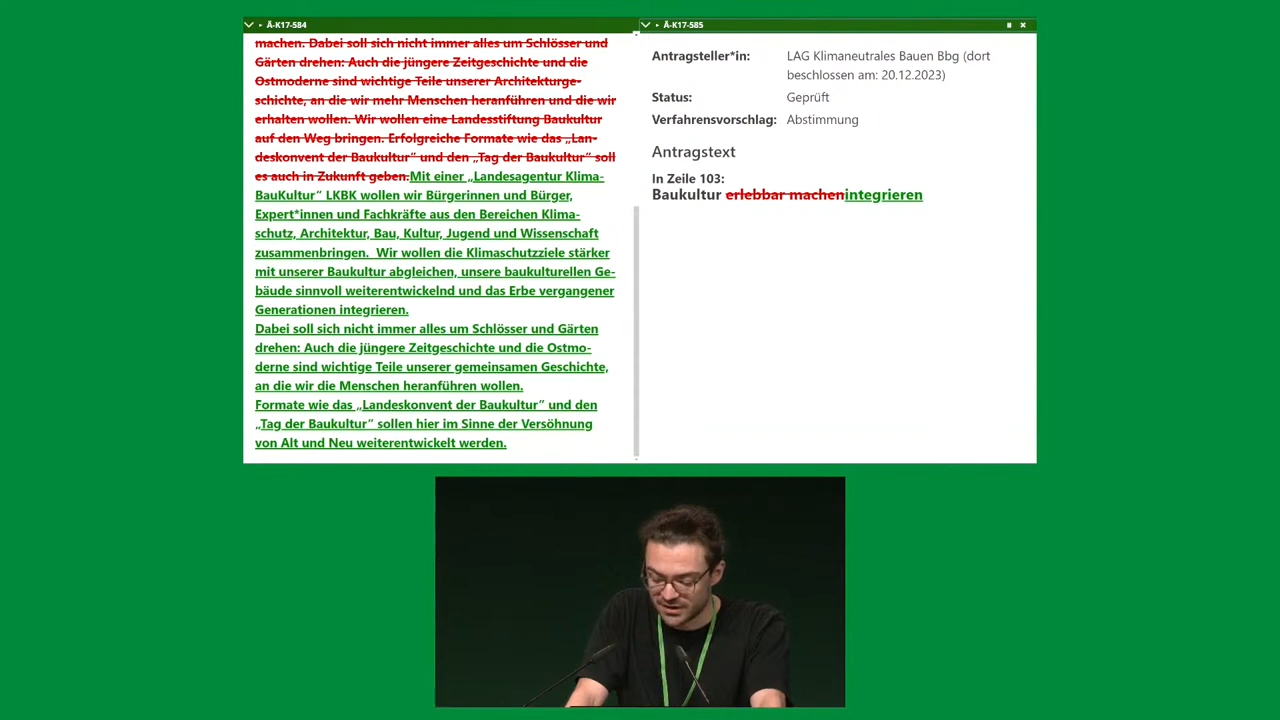 Ä-K17-584
machen. Dabei soll sich nicht immer alles um Schlösser und
Gärten drehen: Auch die jüngere Zeitgeschichte und die
Ostmoderne sind wichtige Teile unserer Architekturge-
schichte, an die wir mehr Menschen heranführen und die wir
erhalten wollen. Wir wollen eine Landesstiftung Baukultur
auf den Weg bringen. Erfolgreiche Formate wie das „Lan-
deskonvent der Baukultur“ und den „Tag der Baukultur“ soll
es auch in Zukunft geben.Mit einer „Landesagentur Klima-
BauKultur“ LKBK wollen wir Bürgerinnen und Bürger,
Expert*innen und Fachkräfte aus den Bereichen Klima-
schutz, Architektur, Bau, Kultur, Jugend und Wissenschaft
zusammenbringen.  Wir wollen die Klimaschutzziele stärker
mit unserer Baukultur abgleichen, unsere baukulturellen Ge-
bäude sinnvoll weiterentwickelnd und das Erbe vergangener
Generationen integrieren.
Dabei soll sich nicht immer alles um Schlösser und Gärten
drehen: Auch die jüngere Zeitgeschichte und die Ostmo-
derne sind wichtige Teile unserer gemeinsamen Geschichte,
an die wir die Menschen heranführen wollen.
Formate wie das „Landeskonvent der Baukultur“ und den
„Tag der Baukultur“ sollen hier im Sinne der Versöhnung
von Alt und Neu weiterentwickelt werden.
Ä-K17-585
Antragsteller*in: LAG Klimaneutrales Bauen Bbg (dort
beschlossen am: 20.12.2023)
Status: Geprüft
Verfahrensvorschlag: Abstimmung
Antragstext
In Zeile 103:
Baukultur erlebbar machenintegrieren